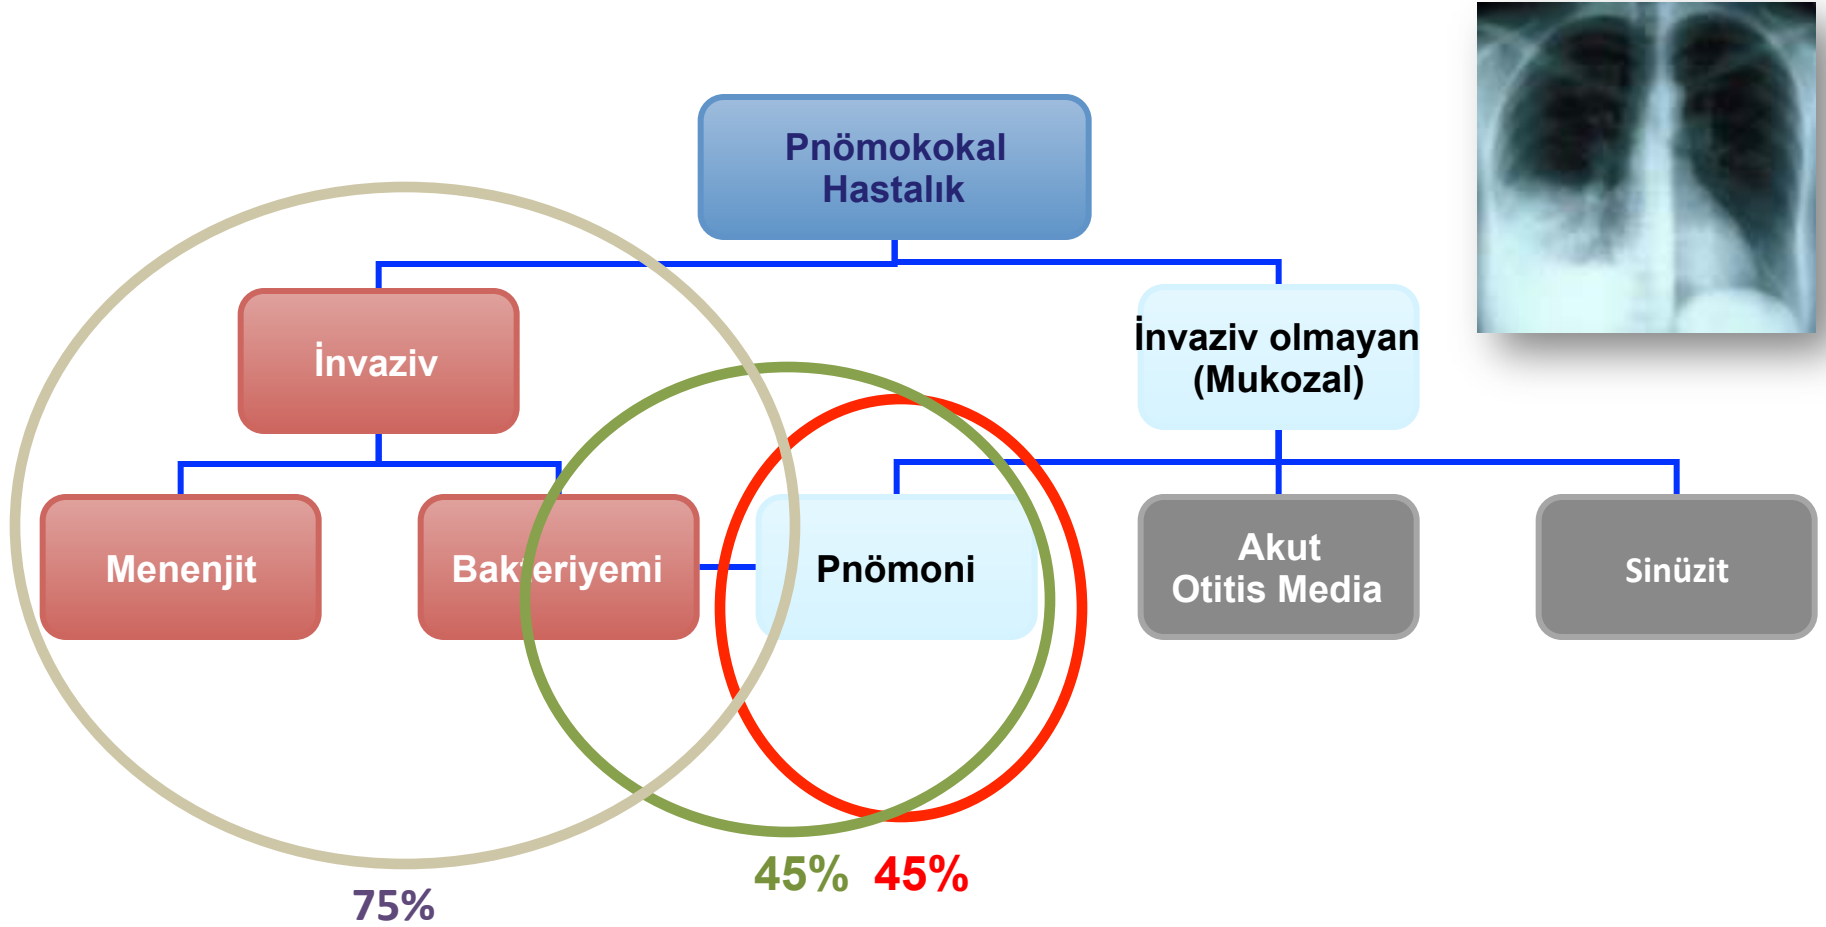 Pnömokokal
Hastalık
İnvaziv
İnvaziv olmayan
(Mukozal)
Menenjit
Bakteriyemi
Pnömoni
Akut
Otitis Media
Sinüzit
75%
45%
45%